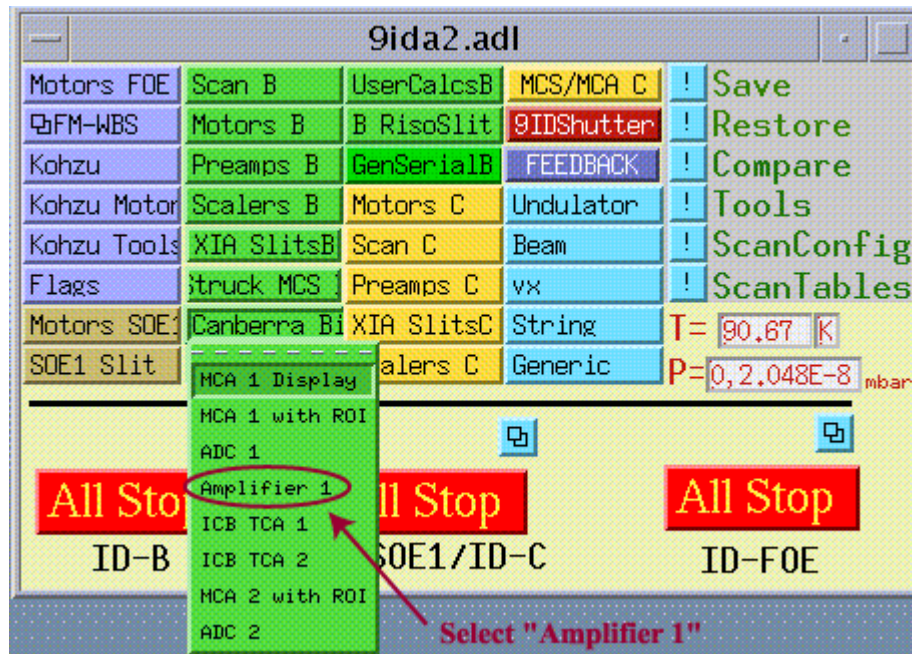 9ida2.adl
Motors FOE Scan B UserCalcsB MCS/MCA C ! Save
FM-WBS Motors B B RisoSlit 9IDShutter ! Restore
Kohzu Preamps B GenSerialB FEEDBACK ! Compare
Kohzu Motor Scalers B Motors C Undulator ! Tools
Kohzu Tools XIA SlitsB Scan C Beam ! ScanConfig
Flags Struck MCS Preamps C vx ! ScanTables
Motors SOE1 Canberra Bi XIA SlitsC String T= 90.67 K
SOE1 Slit alers C Generic P= 0,2.048E-8 mbar
MCA 1 Display
MCA 1 with ROI
ADC 1
Amplifier 1
ICB TCA 1
ICB TCA 2
MCA 2 with ROI
ADC 2
All Sto ll Stop All Stop
ID-B SOE1/ID-C ID-FOE
Select "Amplifier 1"